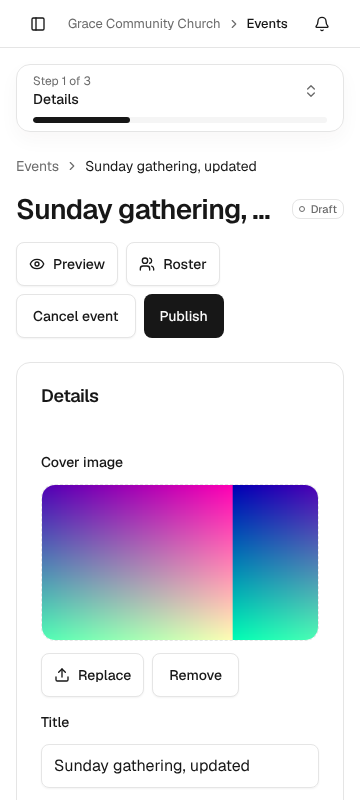 Grace Community Church > Events
Step 1 of 3
Details
Events > Sunday gathering, updated
Sunday gathering, ...
Draft
Preview
Roster
Cancel event
Publish
Details
Cover image
Replace
Remove
Title
Sunday gathering, updated